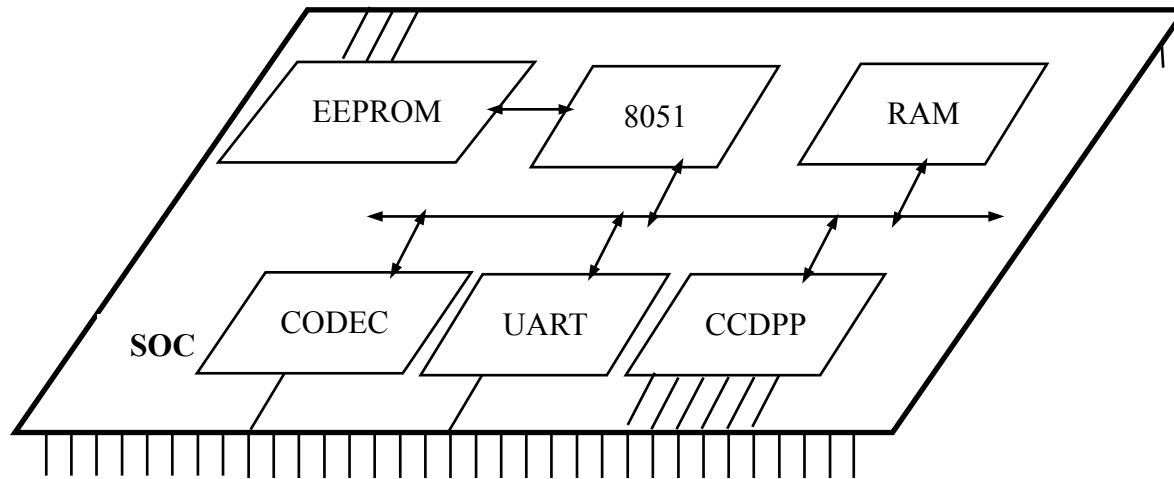 EEPROM
8051
RAM
SOC
CODEC
UART
CCDPP